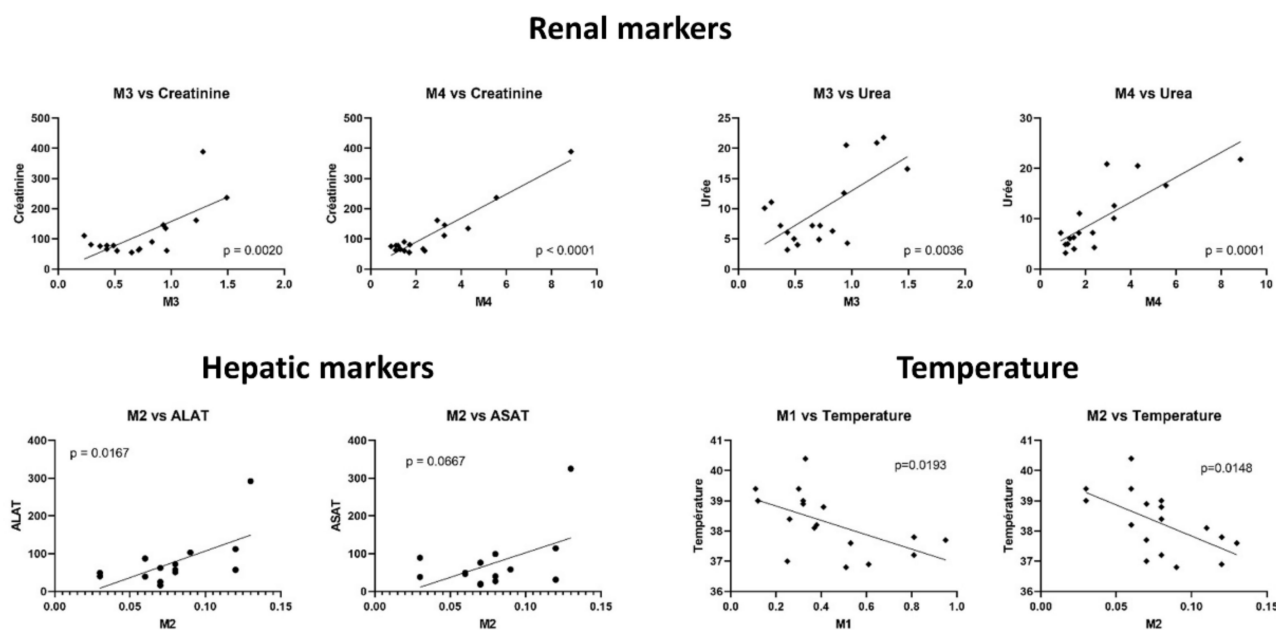 Renal markers
M3 vs Creatinine
500
400
300
200
100
0
Créatinine
0.0
0.5
1.0
1.5
2.0
M3
p = 0.0020
M4 vs Creatinine
500
400
300
200
100
0
Créatinine
0
2
4
6
8
10
M4
p < 0.0001
M3 vs Urea
25
20
15
10
5
0
Urée
0.0
0.5
1.0
1.5
2.0
M3
p = 0.0036
M4 vs Urea
30
20
10
0
Urée
0
2
4
6
8
10
M4
p = 0.0001
Hepatic markers
M2 vs ALAT
400
300
200
100
0
ALAT
p = 0.0167
0.00
0.05
0.10
0.15
M2
M2 vs ASAT
400
300
200
100
0
ASAT
p = 0.0667
0.00
0.05
0.10
0.15
M2
Temperature
M1 vs Temperature
41
40
39
38
37
36
Température
p=0.0193
0.0
0.2
0.4
0.6
0.8
1.0
M1
M2 vs Temperature
41
40
39
38
37
36
Température
p=0.0148
0.00
0.05
0.10
0.15
M2